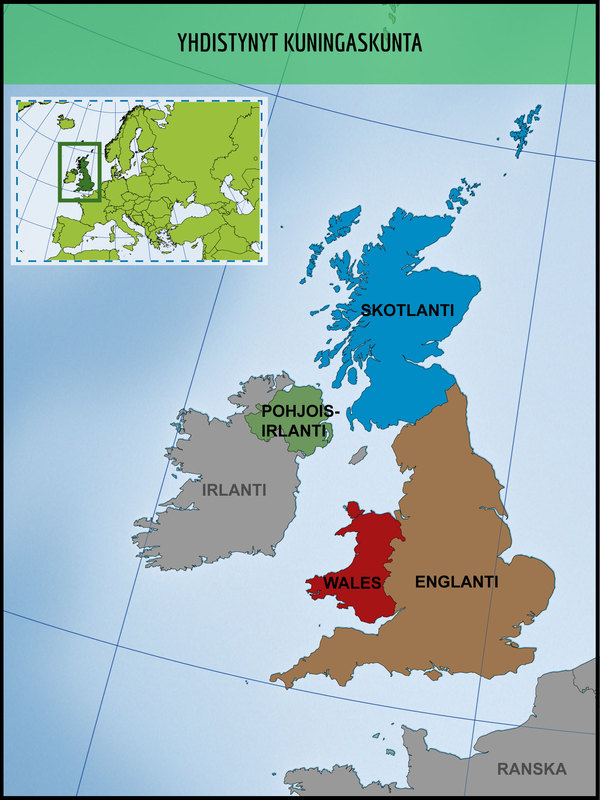 YHDISTYNYT KUNINGASKUNTA
SKOTLANTI
POHJOIS-
IRLANTI
IRLANTI
WALES
ENGLANTI
RANSKA